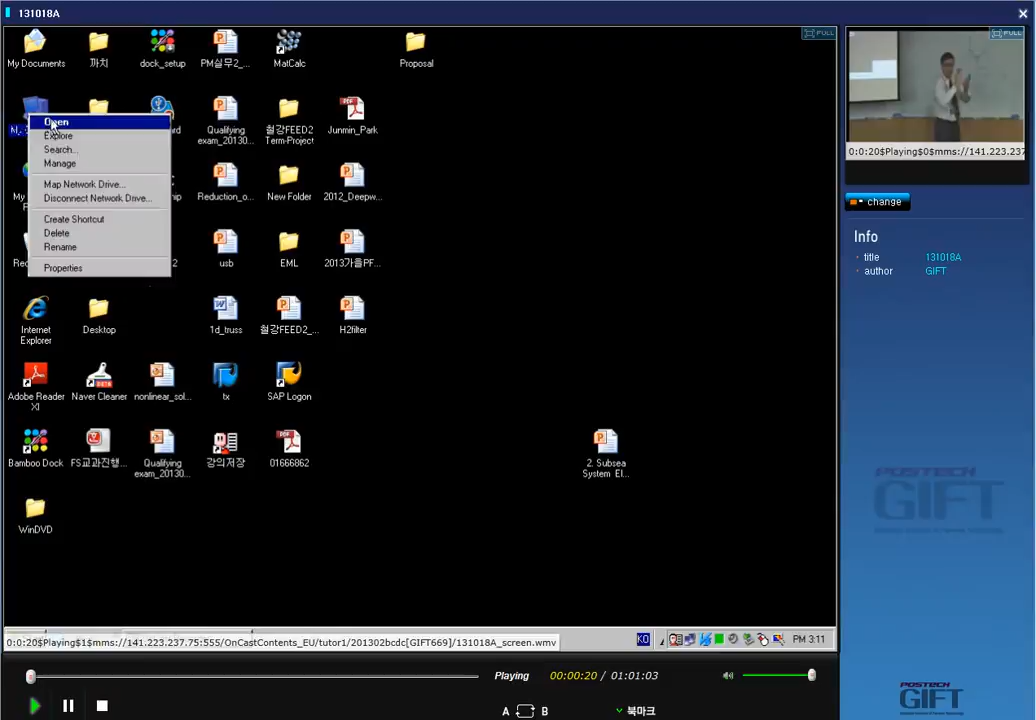 131018A
FULL
My Documents
까치
dock_setup
PM실무2_...
MatCalc
Proposal
Open
Explore
Search...
Manage
Map Network Drive...
Disconnect Network Drive...
Create Shortcut
Delete
Rename
Properties
Qualifying
exam_20130...
철강FEED2
Term-Project
Junmin_Park
Reduction_o...
New Folder
2012_Deepw...
usb
EML
2013가을PF...
Internet
Explorer
Desktop
1d_truss
철강FEED2_...
H2filter
Adobe Reader
XI
Naver Cleaner
nonlinear_sol...
tx
SAP Logon
Bamboo Dock
FS교과진행...
Qualifying
exam_20130...
강의저장
01666862
2. Subsea
System El...
WinDVD
0:0:20$Playing$1$mms://141.223.237.75:555/OnCastContents_EU/tutor1/201302bcdc[GIFT669]/131018A_screen.wmv
KO
PM 3:11
Playing
00:00:20 / 01:01:03
A B
북마크
FULL
0:0:20$Playing$0$mms://141.223.237
change
Info
title 131018A
author GIFT
POSTECH
GIFT
POSTECH
GIFT